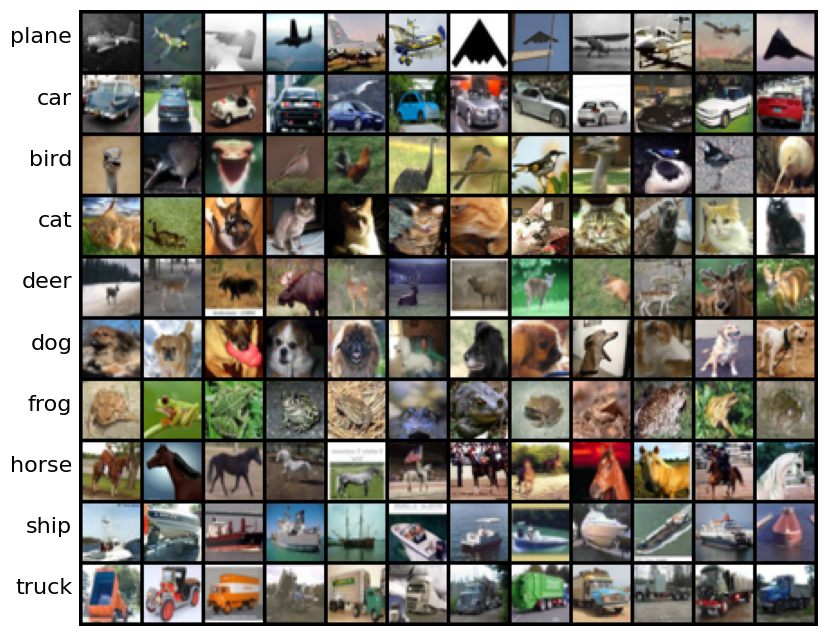 plane
car
bird
cat
deer
dog
frog
horse
ship
truck